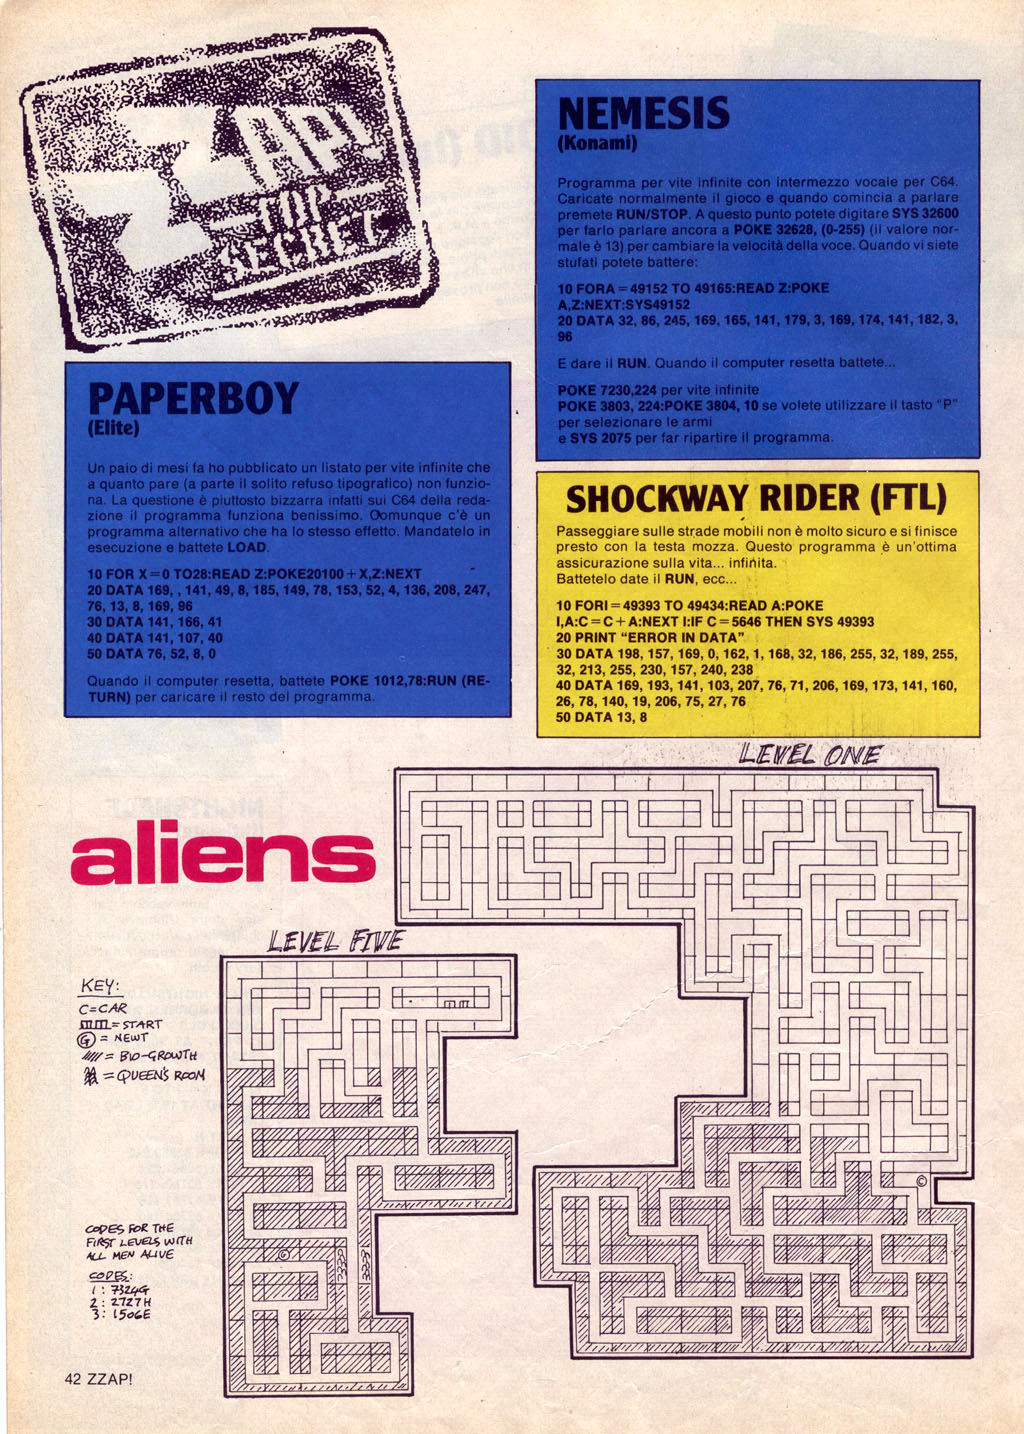 ZZAP!
TOP
SECRET
NEMESIS
(Konami)
Programma per vite infinite con intermezzo vocale per C64.
Caricate normalmente il gioco e quando comincia a parlare
premete RUN/STOP. A questo punto potete digitare SYS 32600
per farlo parlare ancora a POKE 32628, (0-255) (il valore nor-
male è 13) per cambiare la velocità della voce. Quando vi siete
stufati potete battere:
10 FORA = 49152 TO 49165:READ Z:POKE
A,Z:NEXT:SYS49152
20 DATA 32, 86, 245, 169, 165, 141, 179, 3, 169, 174, 141, 182, 3,
96
E dare il RUN. Quando il computer resetta battete...
POKE 7230,224 per vite infinite
POKE 3803, 224:POKE 3804, 10 se volete utilizzare il tasto "P"
per selezionare le armi
e SYS 2075 per far ripartire il programma.
PAPERBOY
(Elite)
Un paio di mesi fa ho pubblicato un listato per vite infinite che
a quanto pare (a parte il solito refuso tipografico) non funzio-
na. La questione è piuttosto bizzarra infatti sui C64 della reda-
zione il programma funziona benissimo. Oomunque c'è un
programma alternativo che ha lo stesso effetto. Mandatelo in
esecuzione e battete LOAD.
10 FOR X = 0 TO28:READ Z:POKE20100 + X,Z:NEXT
20 DATA 169, , 141, 49, 8, 185, 149, 78, 153, 52, 4, 136, 208, 247,
76, 13, 8, 169, 96
30 DATA 141, 166, 41
40 DATA 141, 107, 40
50 DATA 76, 52, 8, 0
Quando il computer resetta, battete POKE 1012,78:RUN (RE-
TURN) per caricare il resto del programma.
SHOCKWAY RIDER (FTL)
Passeggiare sulle strade mobili non è molto sicuro e si finisce
presto con la testa mozza. Questo programma è un'ottima
assicurazione sulla vita... infinita.
Battetelo date il RUN, ecc...
10 FORI = 49393 TO 49434:READ A:POKE
I,A:C = C + A:NEXT I:IF C = 5646 THEN SYS 49393
20 PRINT "ERROR IN DATA"
30 DATA 198, 157, 169, 0, 162, 1, 168, 32, 186, 255, 32, 189, 255,
32, 213, 255, 230, 157, 240, 238
40 DATA 169, 193, 141, 103, 207, 76, 71, 206, 169, 173, 141, 160,
26, 78, 140, 19, 206, 75, 27, 76
50 DATA 13, 8
LEVEL ONE
aliens
LEVEL FIVE
KEY:
C=CAR
= START
G = NEWT
= BIO-GROWTH
= QUEEN'S ROOM
G
C
CODES FOR THE
FIRST LEVELS WITH
ALL MEN ALIVE
CODES:
1 : 7324G
2 : 2727H
3 : 1506E
42 ZZAP!